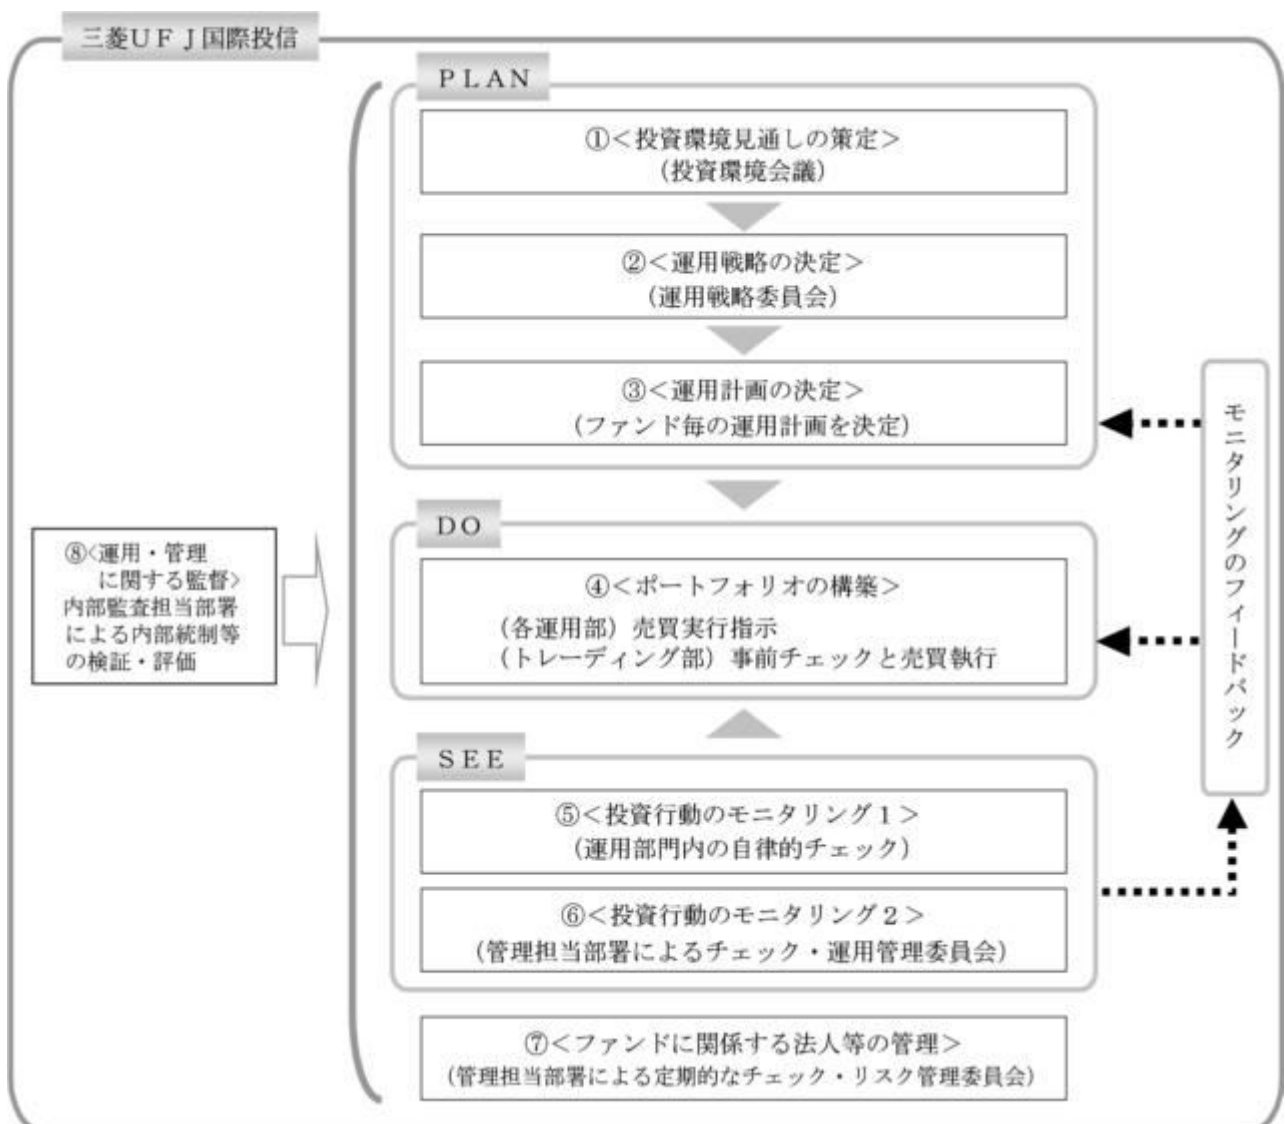 三菱UFJ国際投信
PLAN
①<投資環境見通しの策定>
(投資環境会議)
②<運用戦略の決定>
(運用戦略委員会)
③<運用計画の決定>
(ファンド毎の運用計画を決定)
DO
④<ポートフォリオの構築>
(各運用部)売買実行指示
(トレーディング部)事前チェックと売買執行
SEE
⑤<投資行動のモニタリング1>
(運用部門内の自律的チェック)
⑥<投資行動のモニタリング2>
(管理担当部署によるチェック・運用管理委員会)
⑦<ファンドに関係する法人等の管理>
(管理担当部署による定期的なチェック・リスク管理委員会)
⑧<運用・管理
に関する監督>
内部監査担当部署
による内部統制等
の検証・評価
モニタリングのフィードバック